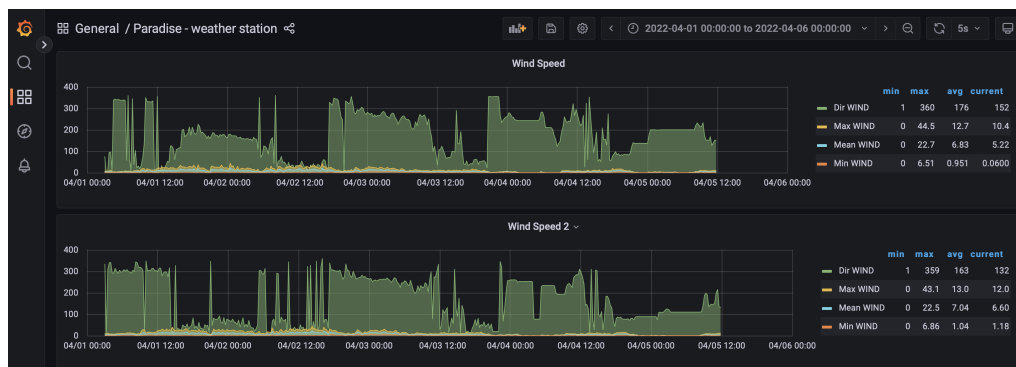 General / Paradise - weather station
2022-04-01 00:00:00 to 2022-04-06 00:00:00
5s
Wind Speed
400
300
200
100
0
04/01 00:00 04/01 12:00 04/02 00:00 04/02 12:00 04/03 00:00 04/03 12:00 04/04 00:00 04/04 12:00 04/05 00:00 04/05 12:00 04/06 00:00
min max avg current
Dir WIND 1 360 176 152
Max WIND 0 44.5 12.7 10.4
Mean WIND 0 22.7 6.83 5.22
Min WIND 0 6.51 0.951 0.0600
Wind Speed 2
400
300
200
100
0
04/01 00:00 04/01 12:00 04/02 00:00 04/02 12:00 04/03 00:00 04/03 12:00 04/04 00:00 04/04 12:00 04/05 00:00 04/05 12:00 04/06 00:00
min max avg current
Dir WIND 1 359 163 132
Max WIND 0 43.1 13.0 12.0
Mean WIND 0 22.5 7.04 6.60
Min WIND 0 6.86 1.04 1.18